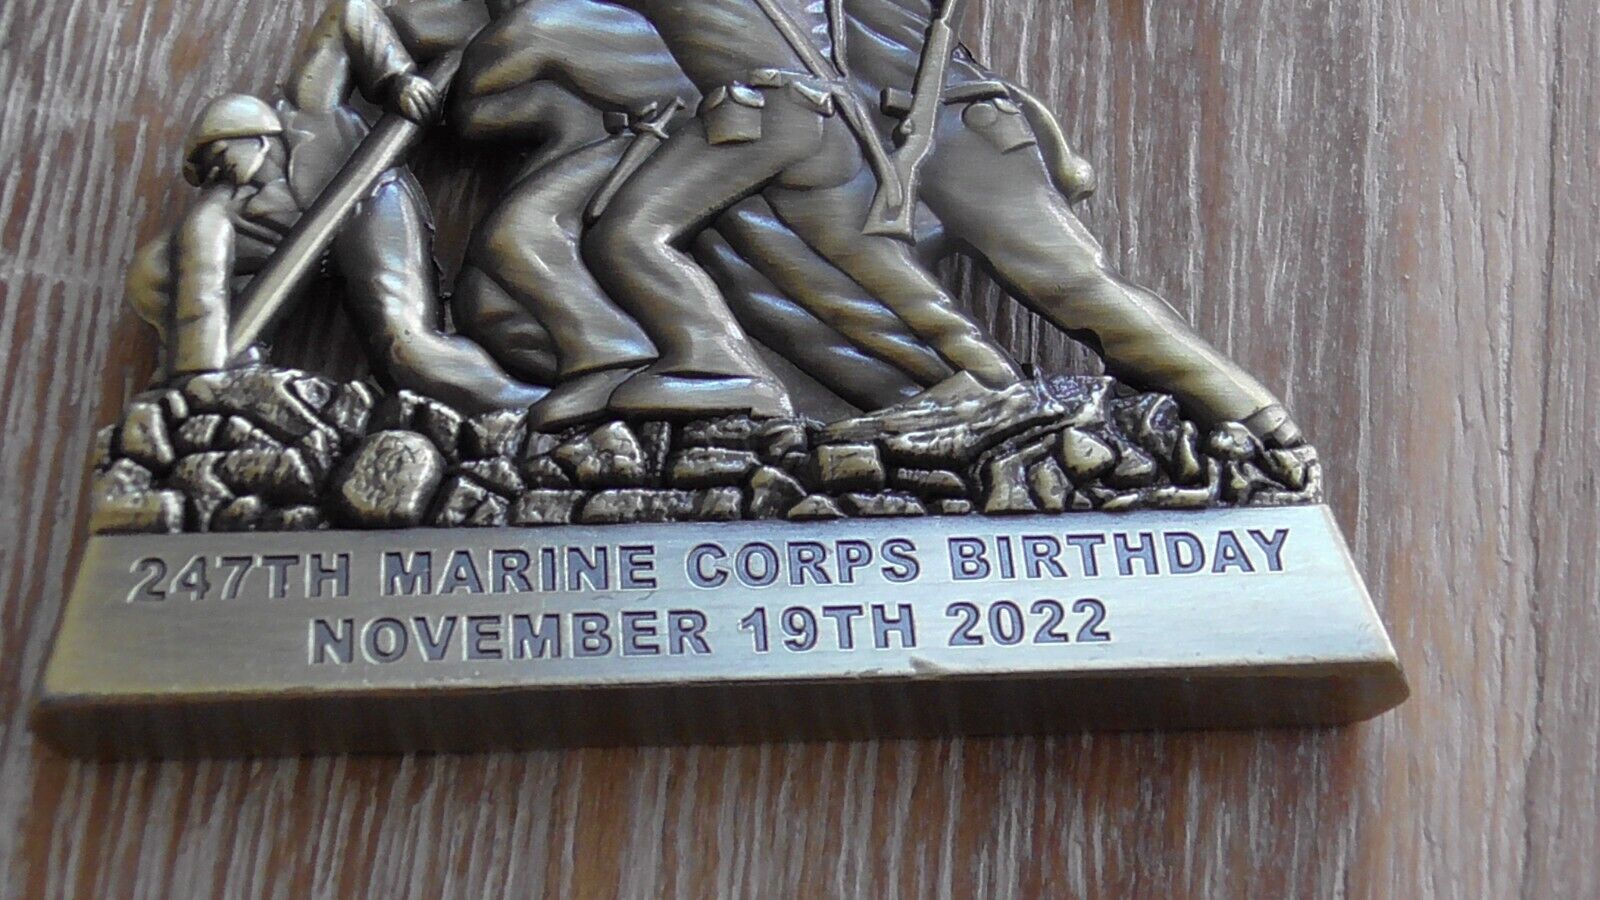 247TH MARINE CORPS BIRTHDAY
NOVEMBER 19TH 2022